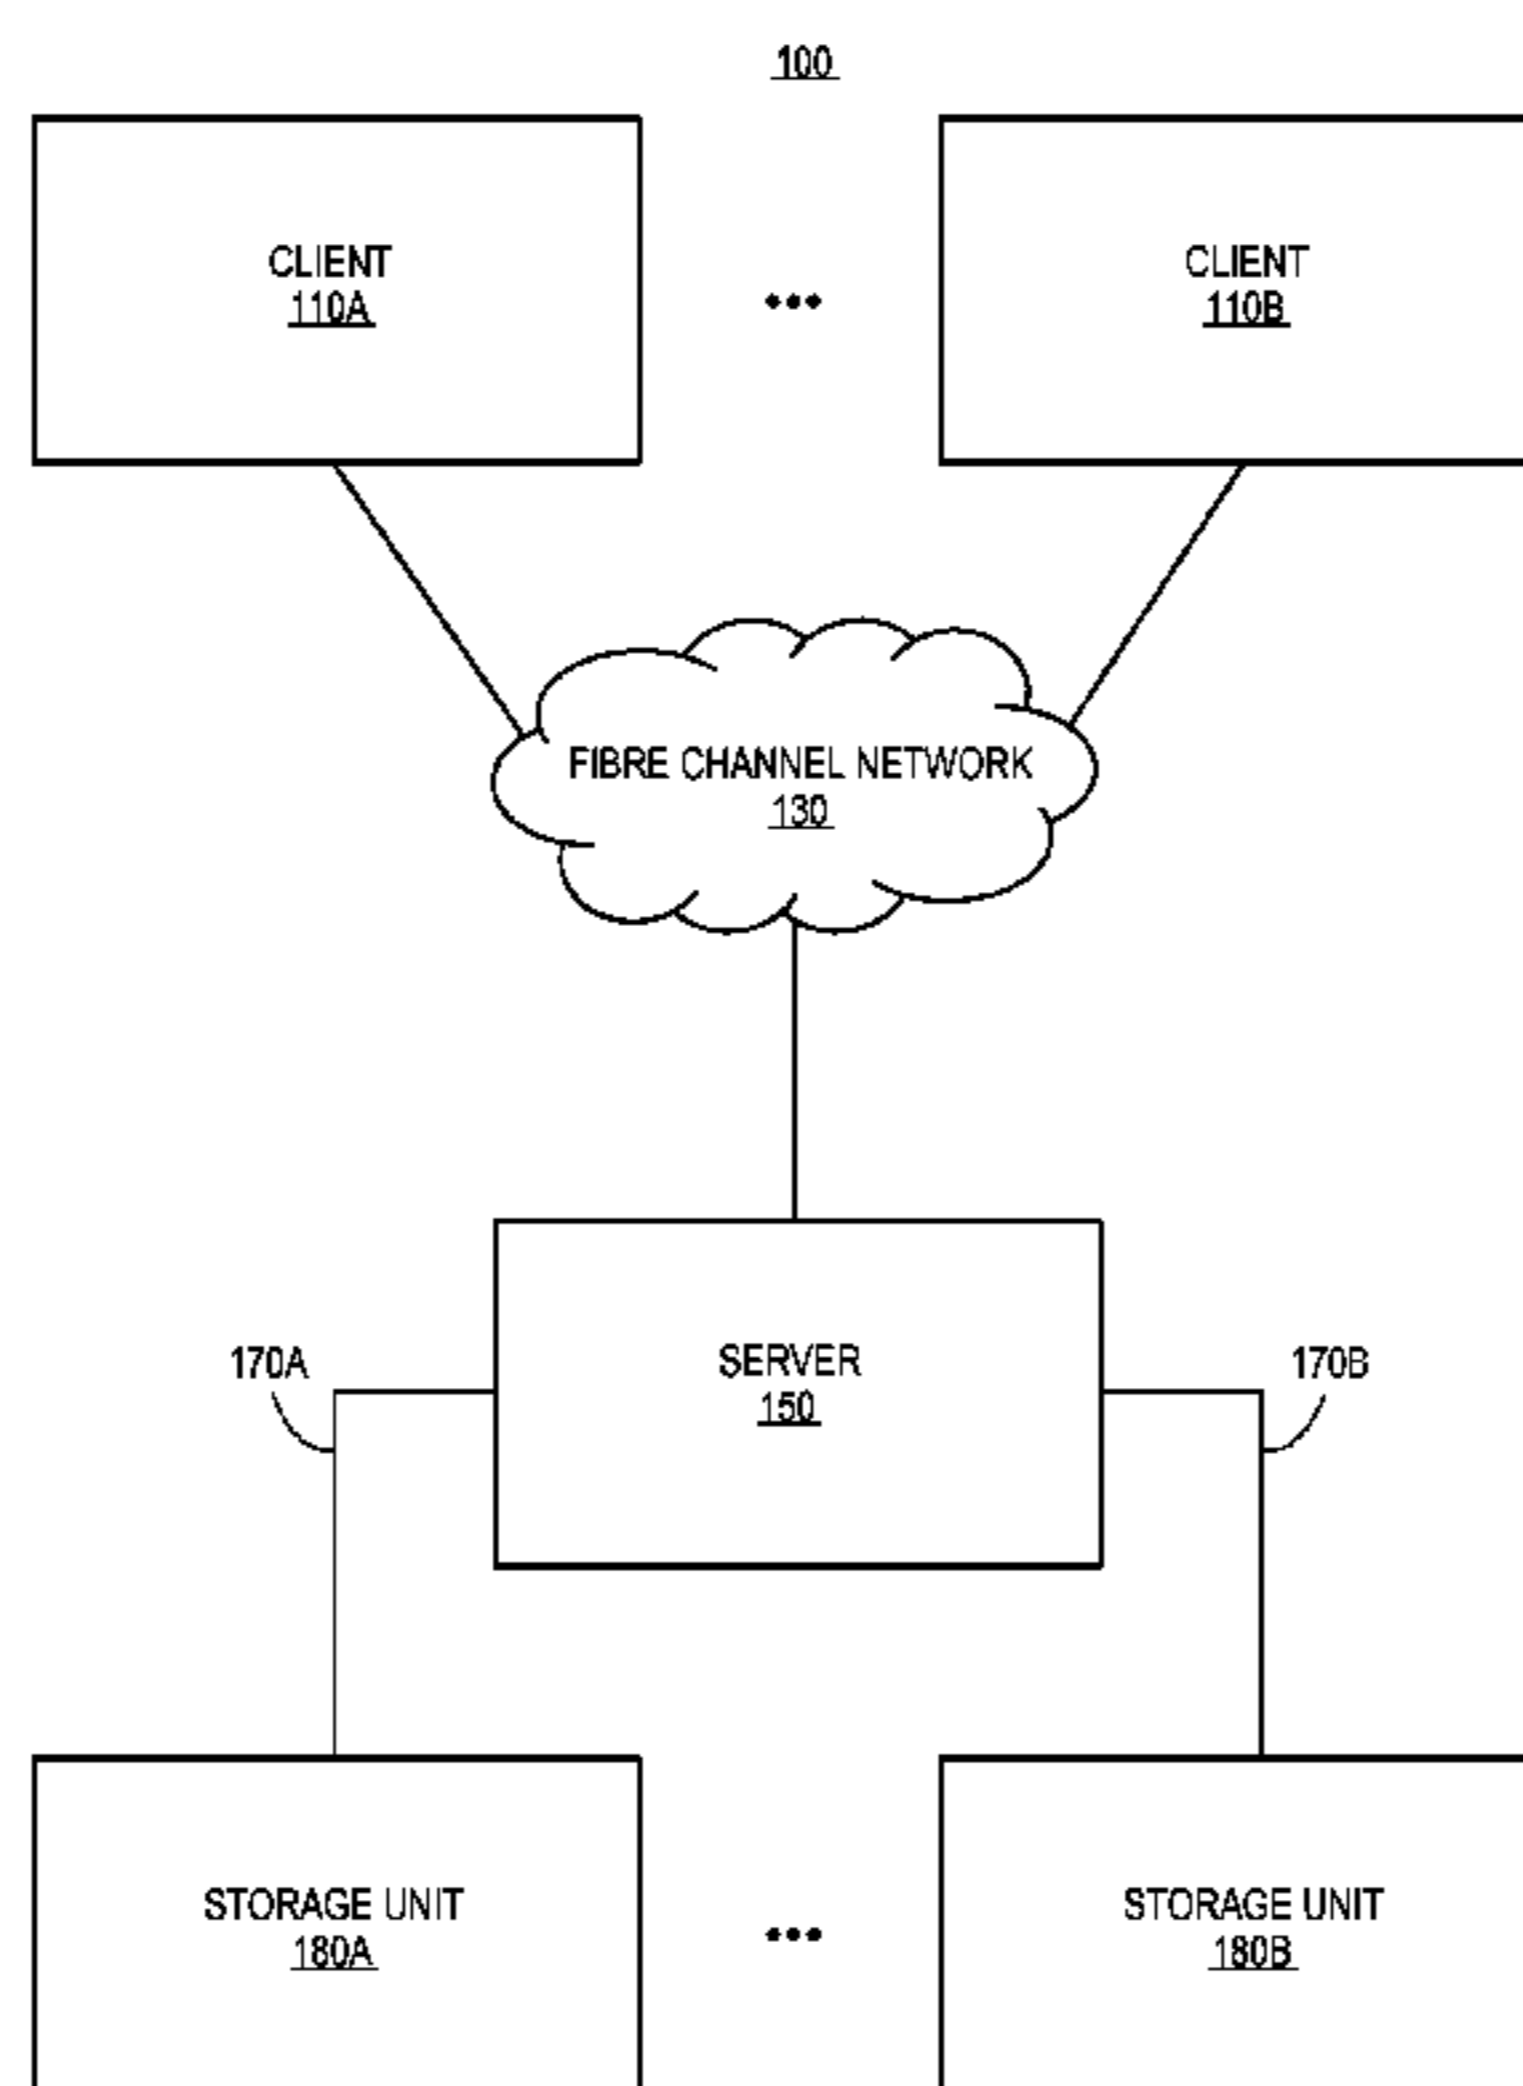 100
CLIENT
110A
•••
CLIENT
110B
FIBRE CHANNEL NETWORK
130
SERVER
150
170A
170B
STORAGE UNIT
180A
•••
STORAGE UNIT
180B